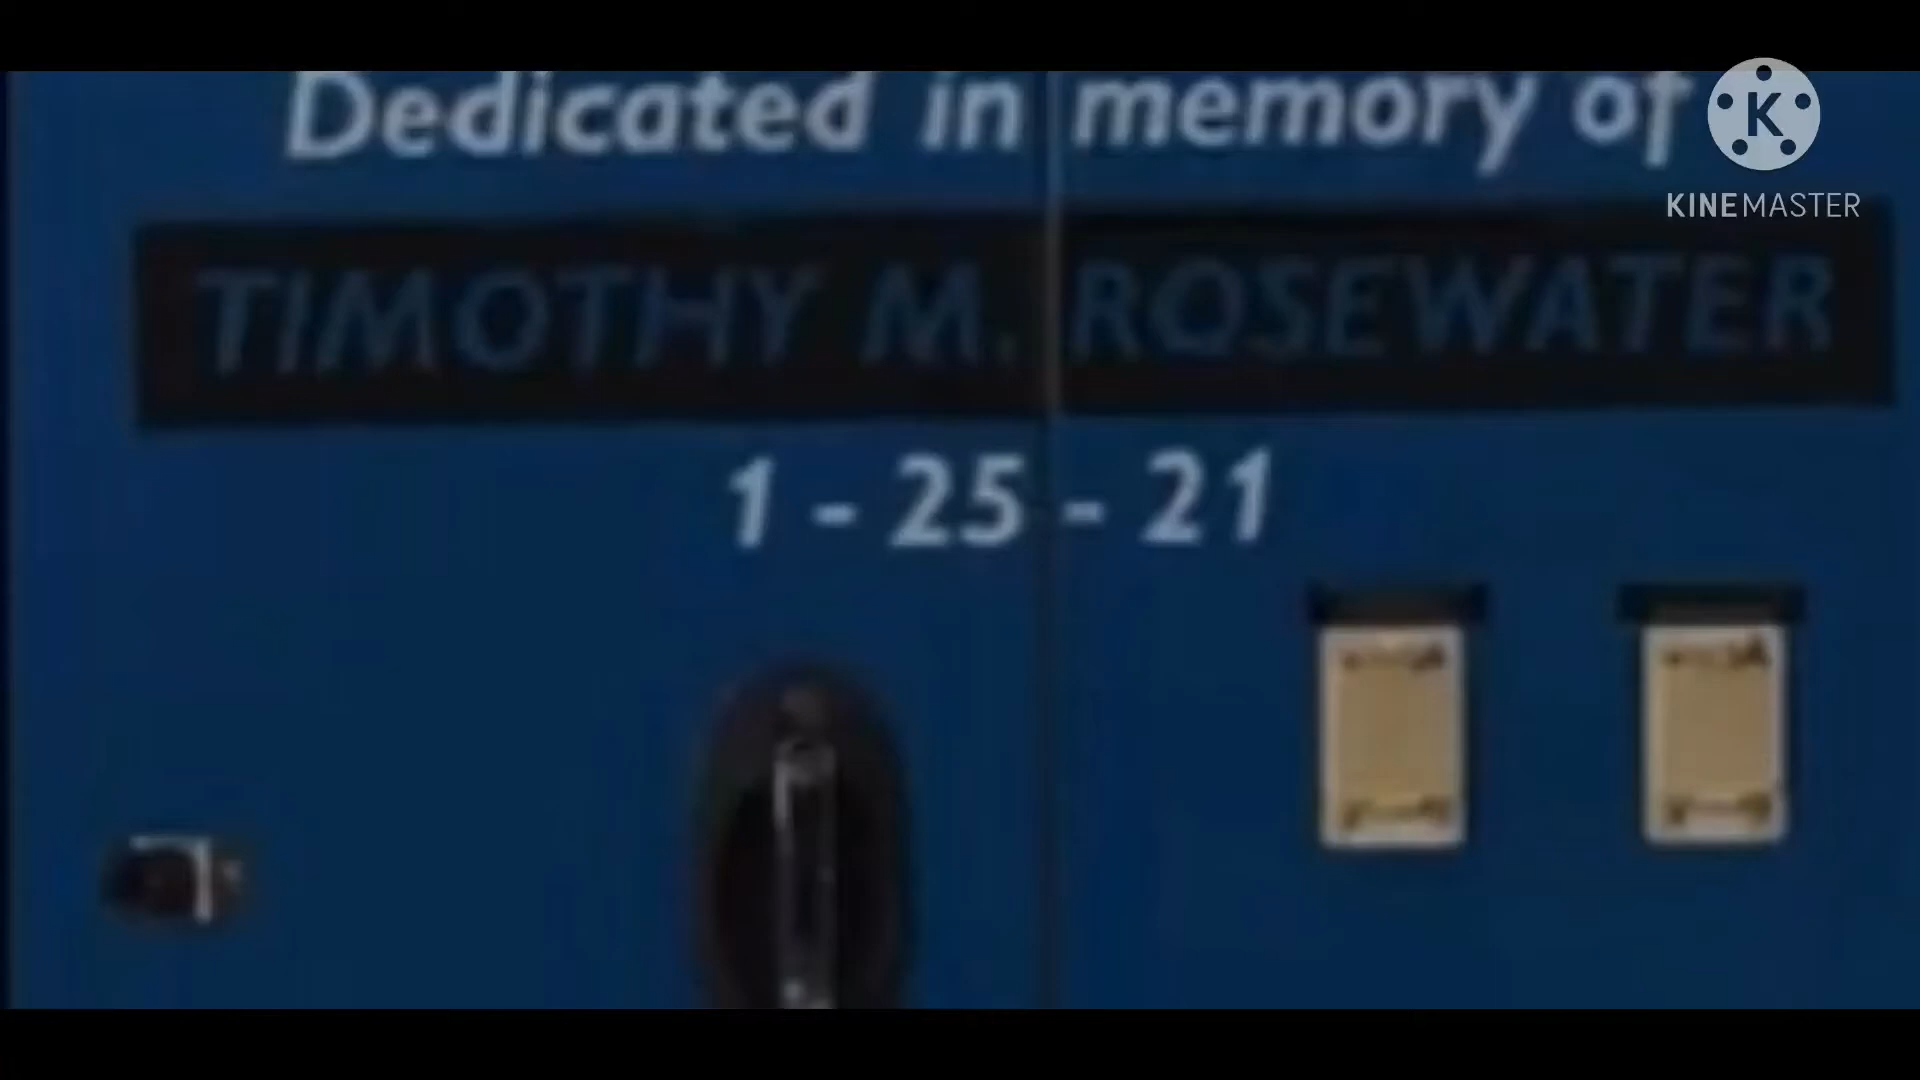 Dedicated in memory of
K
KINEMASTER
TIMOTHY M. ROSEWATER
1 - 25 - 21